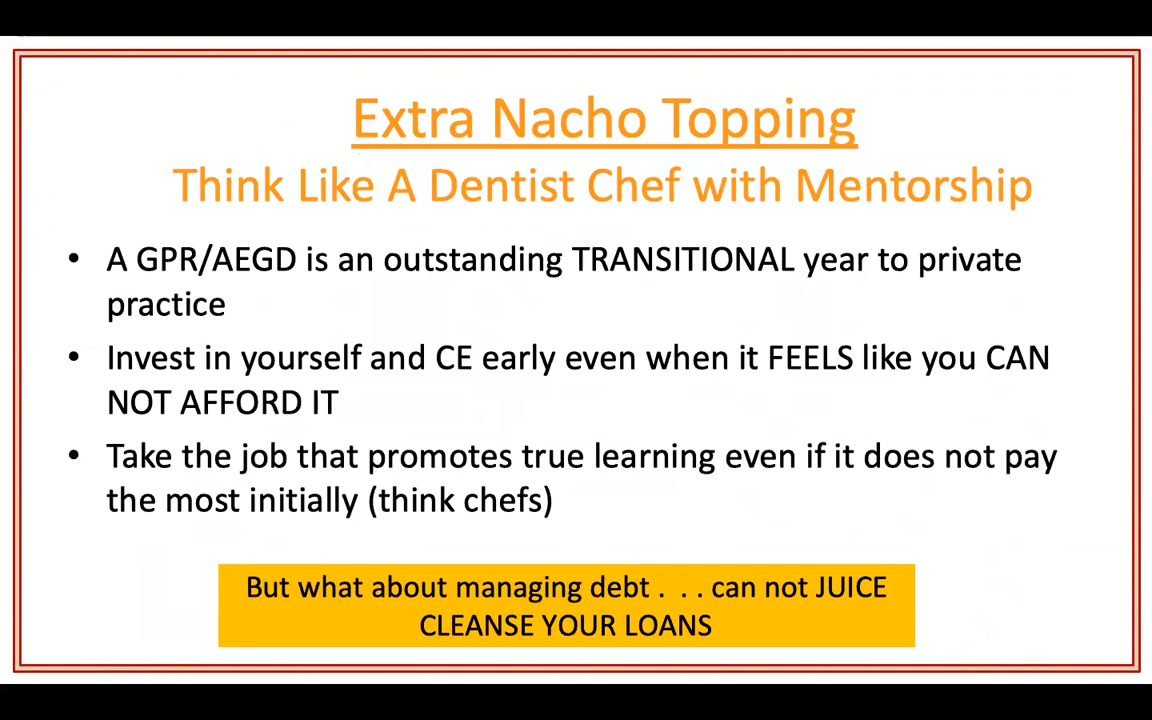 Extra Nacho Topping
Think Like A Dentist Chef with Mentorship
• A GPR/AEGD is an outstanding TRANSITIONAL year to private
practice
• Invest in yourself and CE early even when it FEELS like you CAN
NOT AFFORD IT
• Take the job that promotes true learning even if it does not pay
the most initially (think chefs)
But what about managing debt . . . can not JUICE
CLEANSE YOUR LOANS